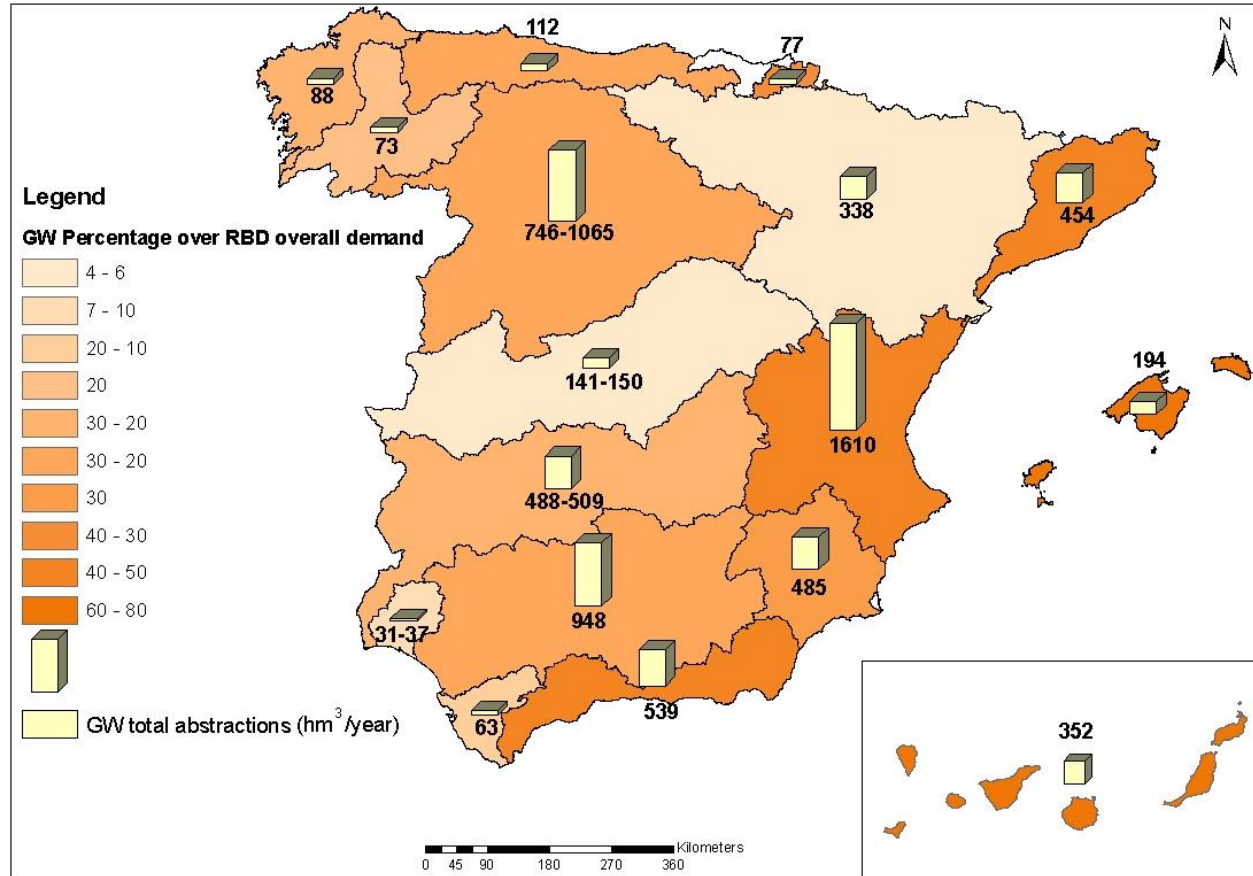 112
77
N
88
73
Legend
338
454
746-1065
GW Percentage over RBD overall demand
4 - 6
7 - 10
20 - 10
20
30 - 20
30 - 20
30
40 - 30
40 - 50
60 - 80
GW total abstractions (hm³/year)
141-150
194
1610
488-509
485
948
31-37
539
63
352
Kilometers
0 45 90 180 270 360